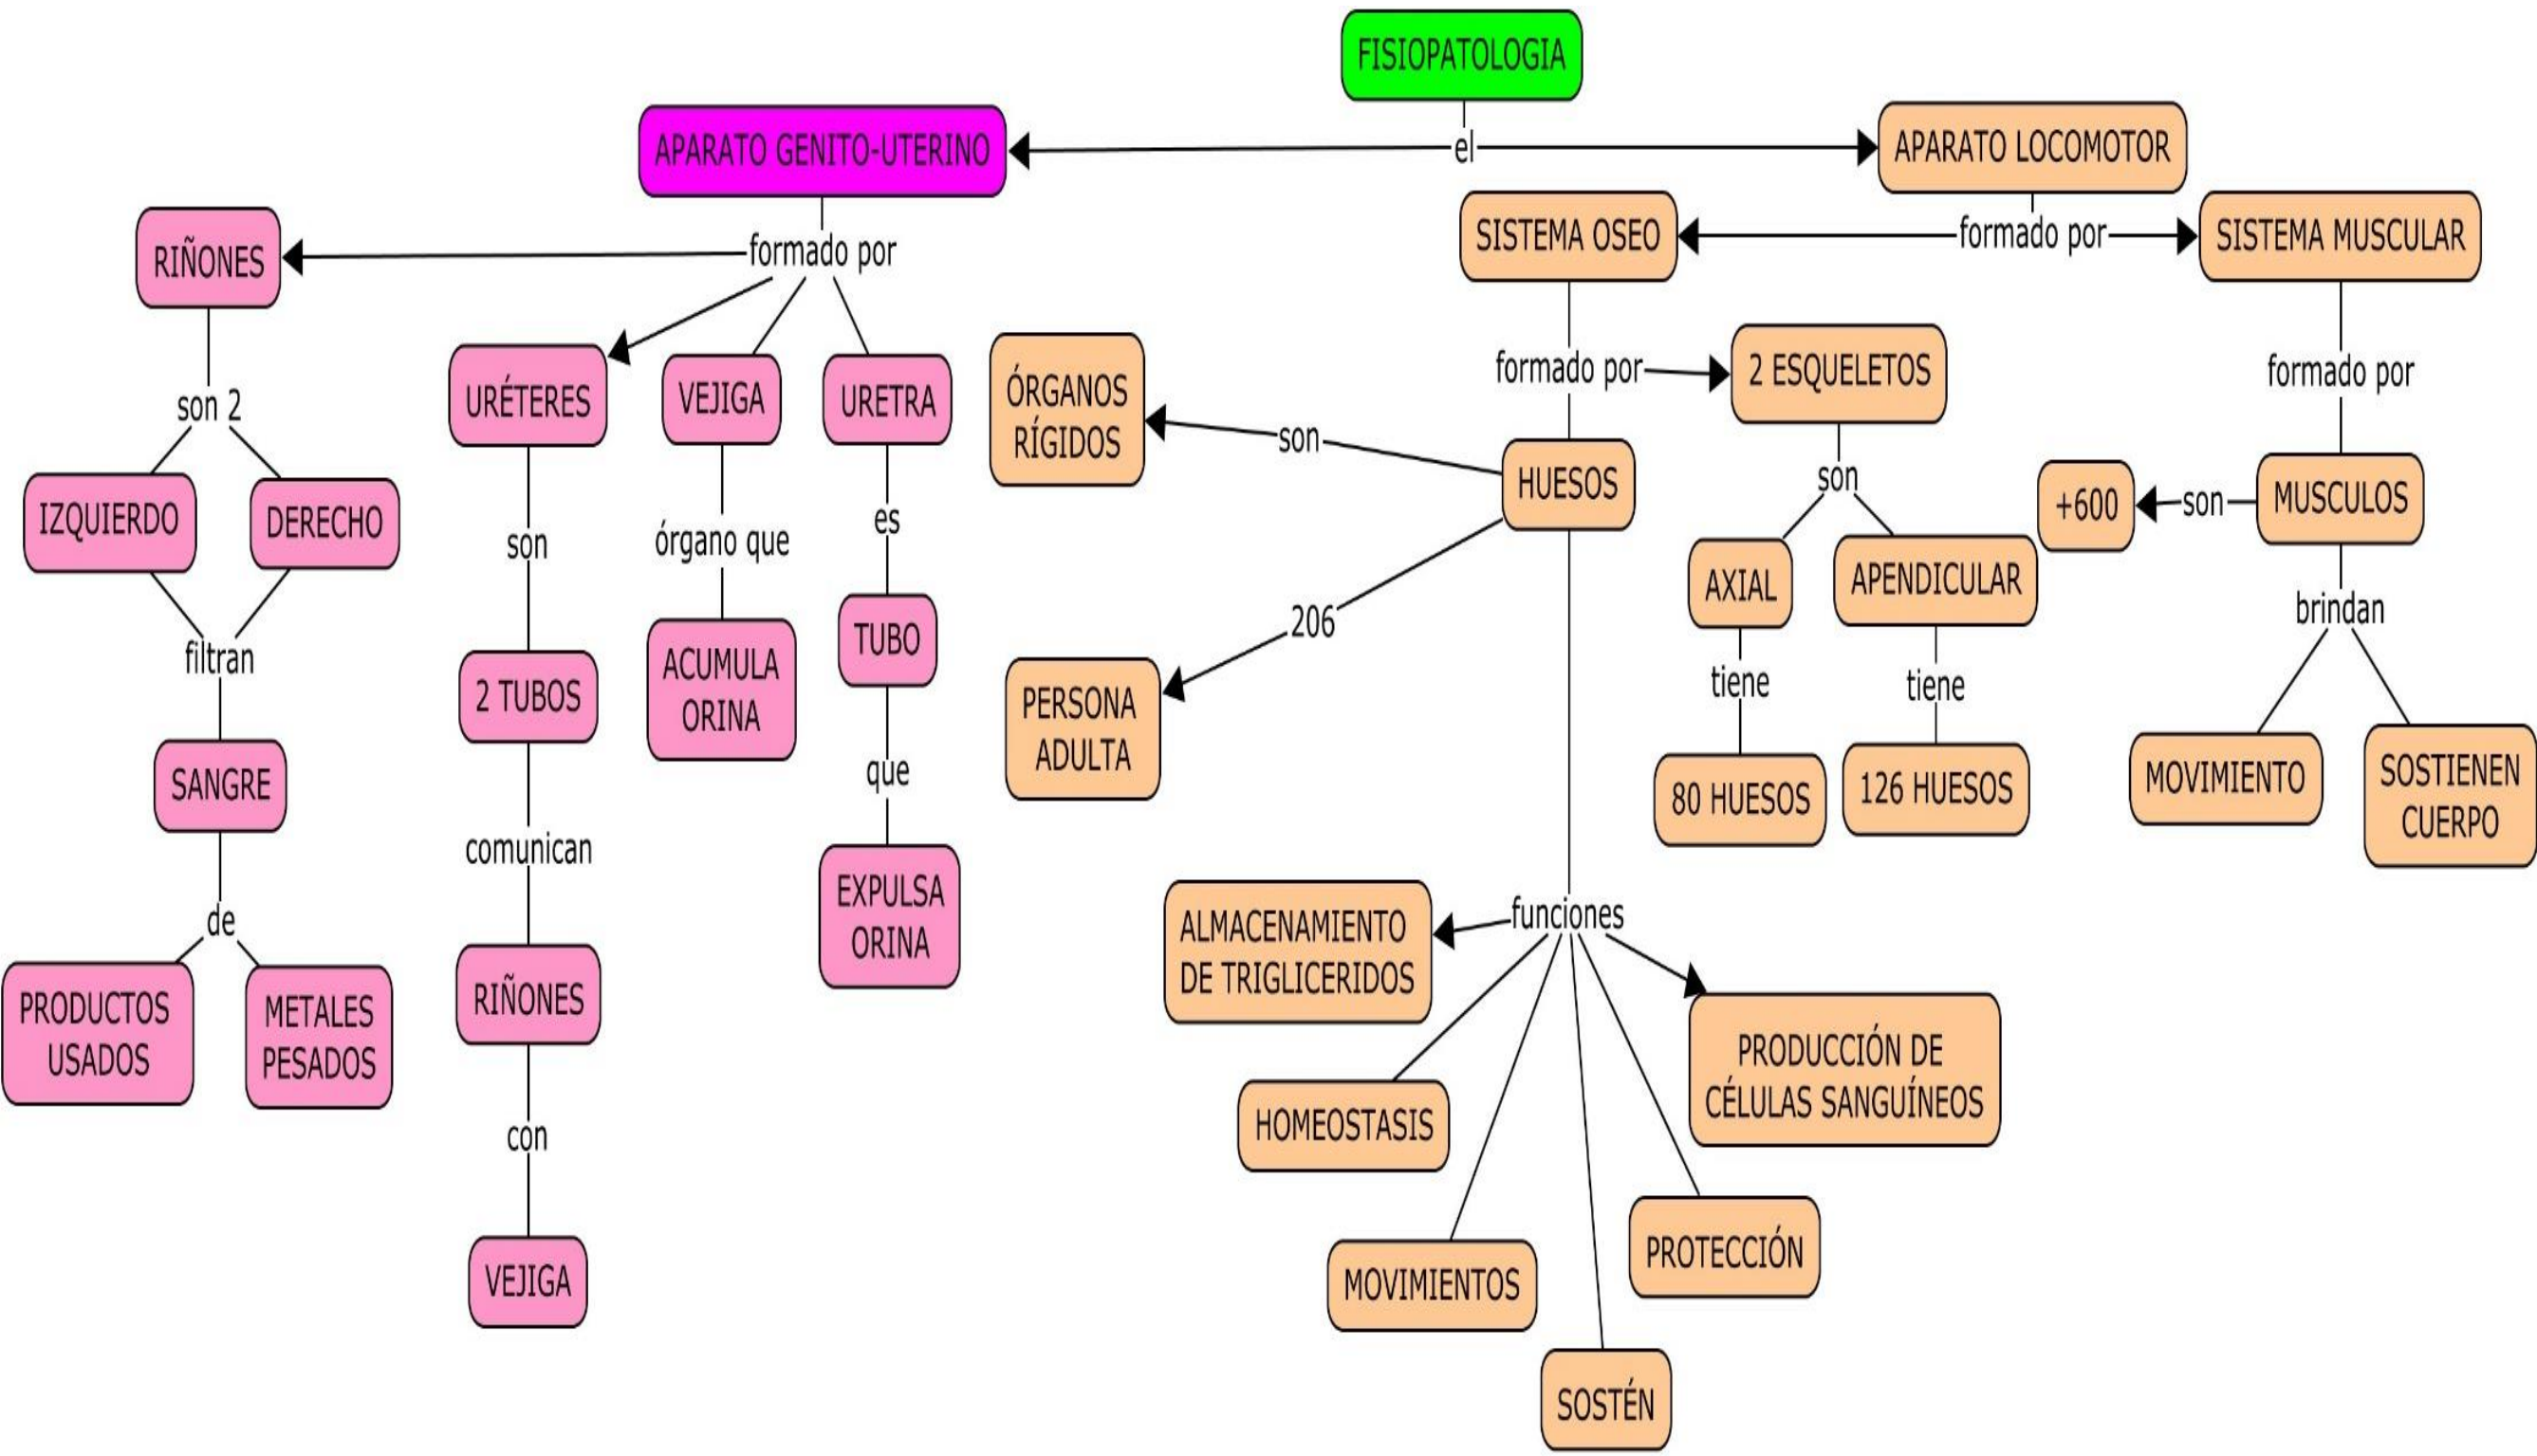 FISIOPATOLOGIA
el
APARATO GENITO-UTERINO
formado por
RIÑONES
son 2
IZQUIERDO
DERECHO
filtran
SANGRE
de
PRODUCTOS
USADOS
METALES
PESADOS
URÉTERES
son
2 TUBOS
comunican
RIÑONES
con
VEJIGA
VEJIGA
órgano que
ACUMULA
ORINA
URETRA
es
TUBO
que
EXPULSA
ORINA
APARATO LOCOMOTOR
formado por
SISTEMA OSEO
formado por
HUESOS
son
ÓRGANOS
RÍGIDOS
206
PERSONA
ADULTA
funciones
ALMACENAMIENTO
DE TRIGLICERIDOS
HOMEOSTASIS
MOVIMIENTOS
SOSTÉN
PROTECCIÓN
PRODUCCIÓN DE
CÉLULAS SANGUÍNEOS
2 ESQUELETOS
son
AXIAL
tiene
80 HUESOS
APENDICULAR
tiene
126 HUESOS
SISTEMA MUSCULAR
formado por
MUSCULOS
son
+600
brindan
MOVIMIENTO
SOSTIENEN
CUERPO